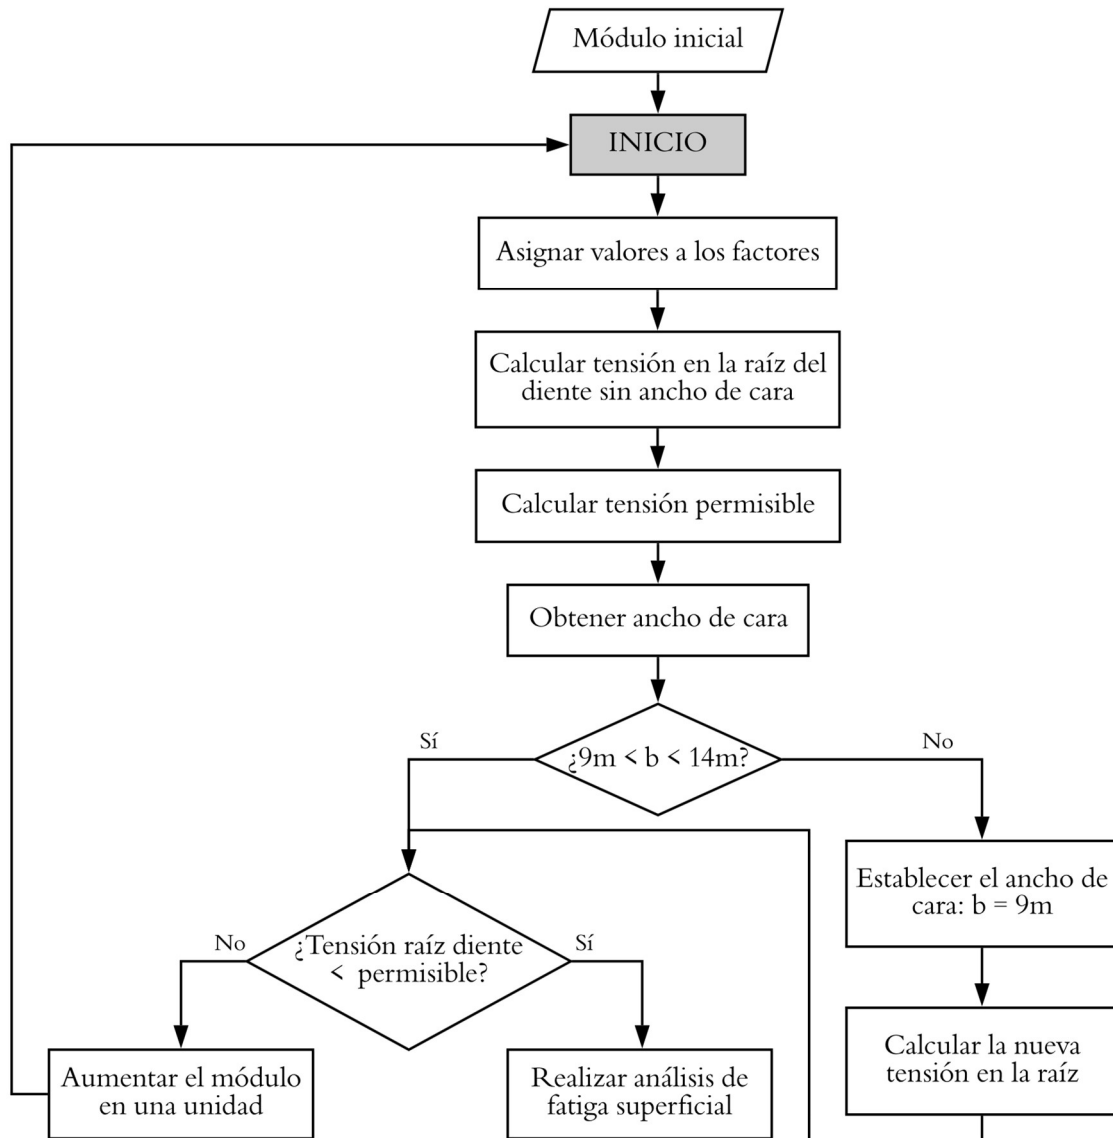 Módulo inicial
INICIO
Asignar valores a los factores
Calcular tensión en la raíz del
diente sin ancho de cara
Calcular tensión permisible
Obtener ancho de cara
¿9m < b < 14m?
Sí
No
Establecer el ancho de
cara: b = 9m
¿Tensión raíz diente
< permisible?
No
Sí
Calcular la nueva
tensión en la raíz
Aumentar el módulo
en una unidad
Realizar análisis de
fatiga superficial